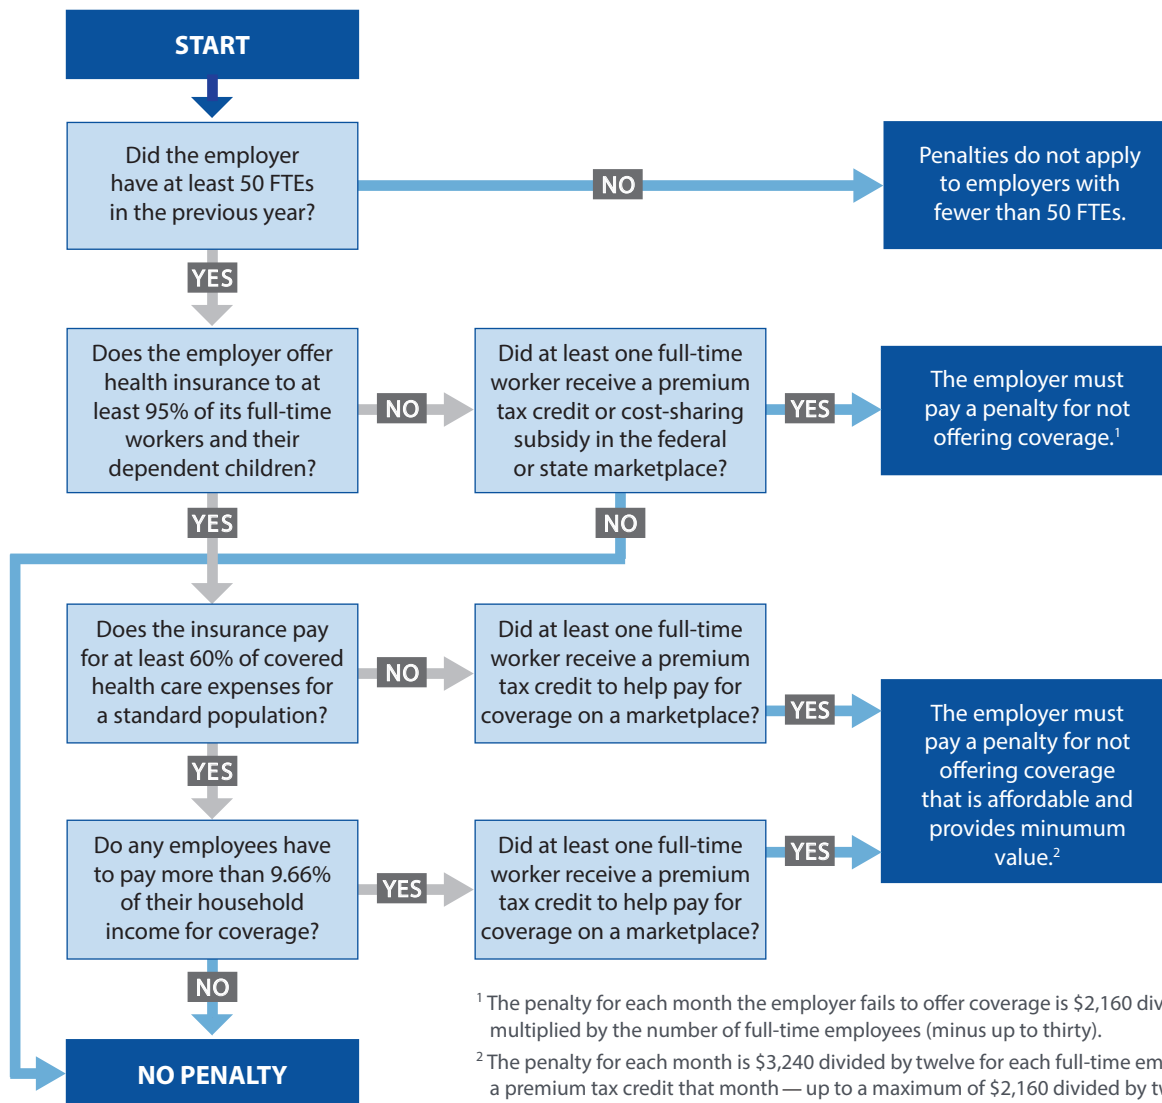 START
Did the employer
have at least 50 FTEs
in the previous year?
NO
Penalties do not apply
to employers with
fewer than 50 FTEs.
YES
Does the employer offer
health insurance to at
least 95% of its full-time
workers and their
dependent children?
NO
Did at least one full-time
worker receive a premium
tax credit or cost-sharing
subsidy in the federal
or state marketplace?
YES
The employer must
pay a penalty for not
offering coverage.1
YES
NO
Does the insurance pay
for at least 60% of covered
health care expenses for
a standard population?
NO
Did at least one full-time
worker receive a premium
tax credit to help pay for
coverage on a marketplace?
YES
The employer must
pay a penalty for not
offering coverage
that is affordable and
provides minumum
value.2
YES
Do any employees have
to pay more than 9.66%
of their household
income for coverage?
YES
Did at least one full-time
worker receive a premium
tax credit to help pay for
coverage on a marketplace?
YES
NO
NO PENALTY
1 The penalty for each month the employer fails to offer coverage is $2,160
multiplied by the number of full-time employees (minus up to thirty).
2 The penalty for each month is $3,240 divided by twelve for each full-time
a premium tax credit that month — up to a maximum of $2,160 divided by